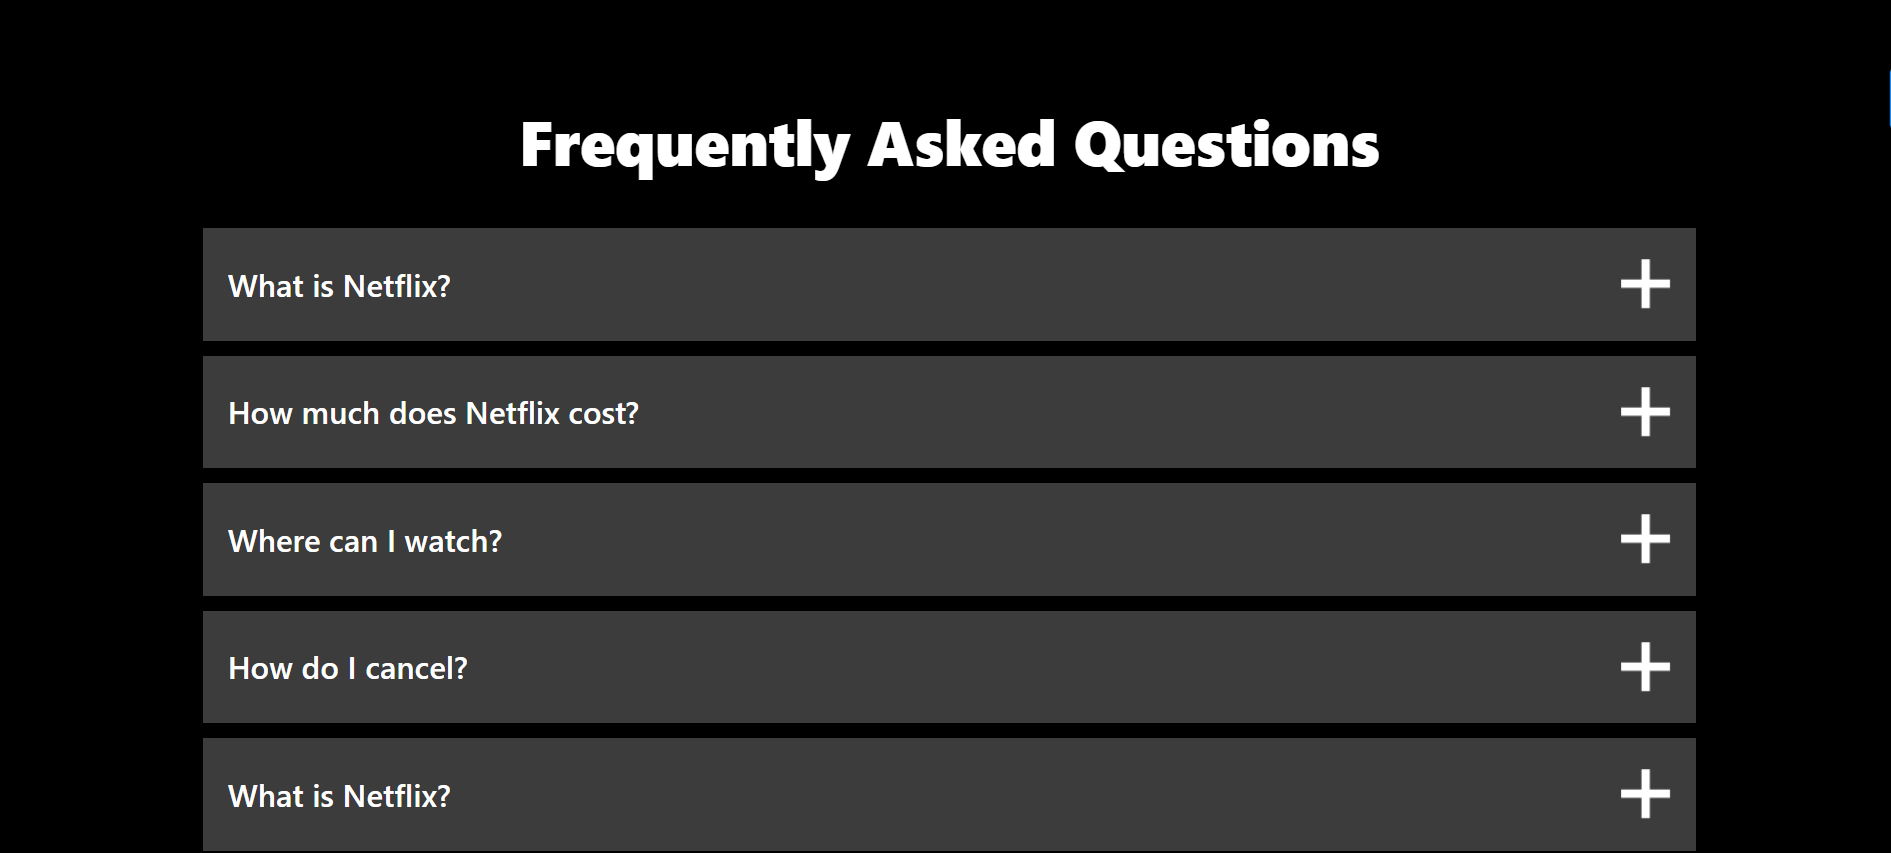 Frequently Asked Questions
What is Netflix?
How much does Netflix cost?
Where can I watch?
How do I cancel?
What is Netflix?